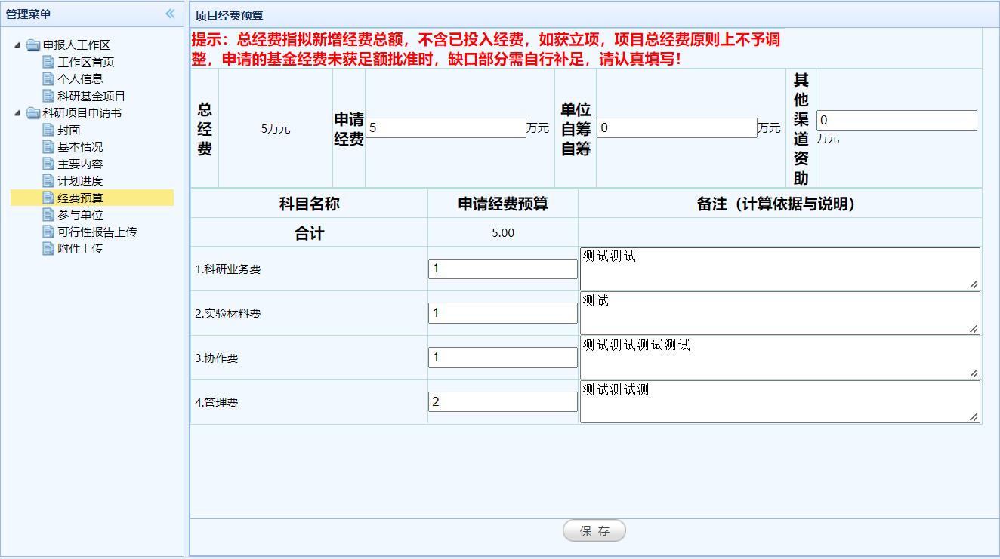 管理菜单
申报人工作区
工作区首页
个人信息
科研基金项目
科研项目申请书
封面
基本情况
主要内容
计划进度
经费预算
参与单位
可行性报告上传
附件上传
项目经费预算
提示：总经费指拟新增经费总额，不含已投入经费，如获立项，项目总经费原则上不予调
整，申请的基金经费未获足额批准时，缺口部分需自行补足，请认真填写！
总经费 5万元 申请经费 5 万元 单位自筹自筹 0 万元 其他渠道资助 0 万元
科目名称 申请经费预算 备注（计算依据与说明）
合计 5.00
1.科研业务费 1 测试测试
2.实验材料费 1 测试
3.协作费 1 测试测试测试测试
4.管理费 2 测试测试测
保 存